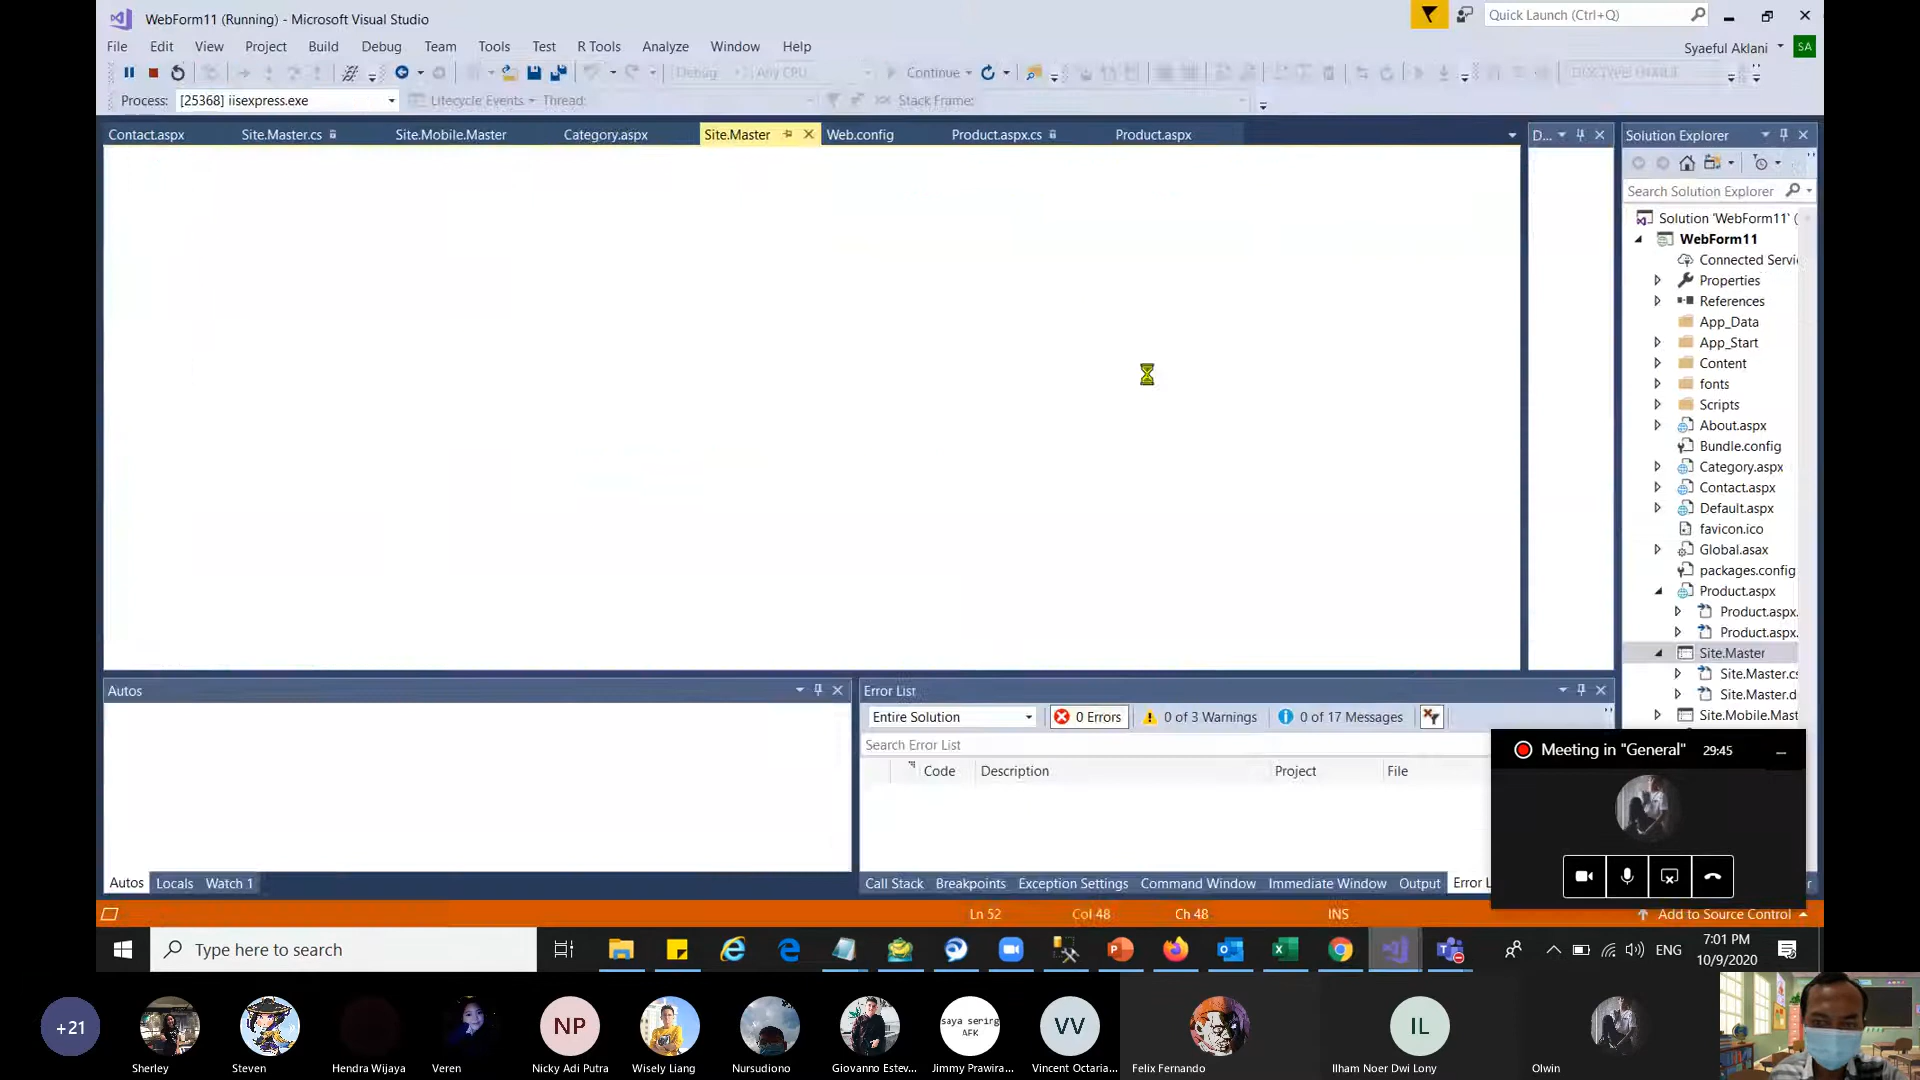 WebForm11 (Running) - Microsoft Visual Studio
Quick Launch (Ctrl+Q)
File Edit View Project Build Debug Team Tools Test R Tools Analyze Window Help
Syaeful Aklani SA
Debug Any CPU Continue
Process: [25368] iisexpress.exe Lifecycle Events Thread: Stack Frame:
Contact.aspx Site.Master.cs Site.Mobile.Master Category.aspx Site.Master Web.config Product.aspx.cs Product.aspx
D...
Solution Explorer
Search Solution Explorer
Solution 'WebForm11' (
WebForm11
Connected Servi
Properties
References
App_Data
App_Start
Content
fonts
Scripts
About.aspx
Bundle.config
Category.aspx
Contact.aspx
Default.aspx
favicon.ico
Global.asax
packages.config
Product.aspx
Product.aspx.
Product.aspx.
Site.Master
Site.Master.cs
Site.Master.d
Site.Mobile.Mast
Autos
Error List
Entire Solution 0 Errors 0 of 3 Warnings 0 of 17 Messages
Search Error List
Code Description Project File
Meeting in "General" 29:45
Autos Locals Watch 1
Call Stack Breakpoints Exception Settings Command Window Immediate Window Output Error L
Ln 52 Col 48 Ch 48 INS
Add to Source Control
Type here to search
ENG
7:01 PM
10/9/2020
+21
NP
saya sering
AFK
VV
IL
Sherley
Steven
Hendra Wijaya
Veren
Nicky Adi Putra
Wisely Liang
Nursudiono
Giovanno Estev...
Jimmy Prawira...
Vincent Octaria...
Felix Fernando
Ilham Noer Dwi Lony
Olwin